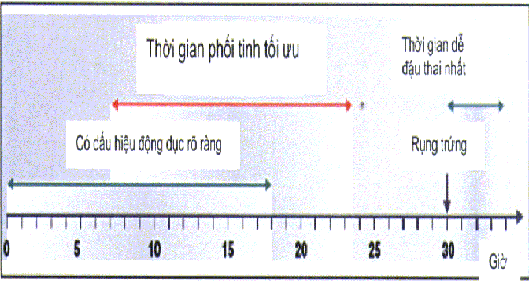 Thời gian phối tinh tối ưu
Thời gian dễ
đậu thai nhất
Có dấu hiệu động dục rõ ràng
Rụng trứng
0 5 10 15 20 25 30
Giờ